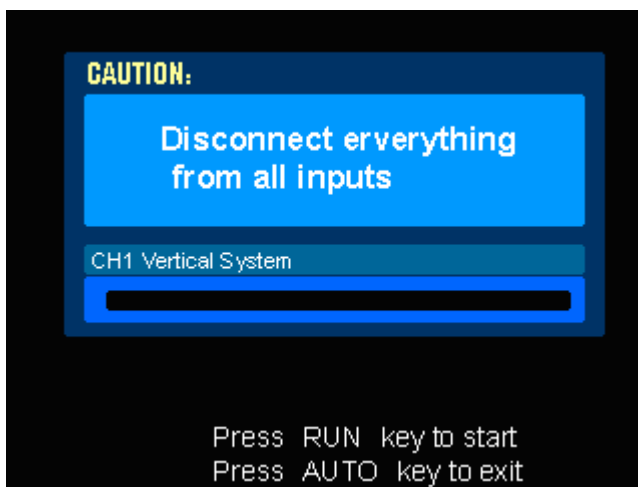 CAUTION:
Disconnect erverything
from all inputs
CH1 Vertical System
Press RUN key to start
Press AUTO key to exit